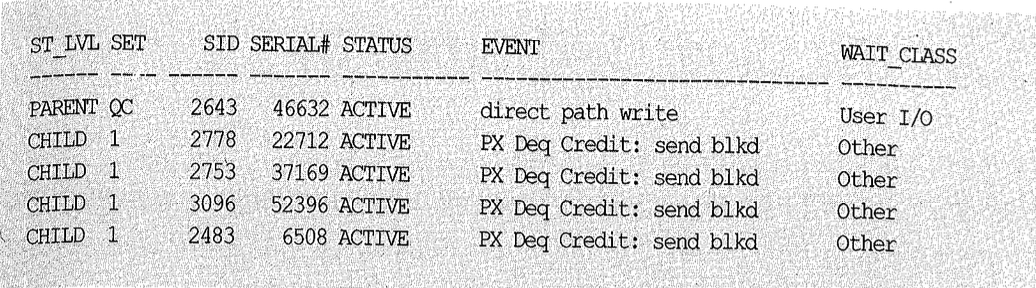 ST_LVL SET SID SERIAL# STATUS EVENT WAIT_CLASS
------ --- ------- ------- ---------- ------------------------------ ----------
PARENT QC 2643 46632 ACTIVE direct path write User I/O
CHILD 1 2778 22712 ACTIVE PX Deq Credit: send blkd Other
CHILD 1 2753 37169 ACTIVE PX Deq Credit: send blkd Other
CHILD 1 3096 52396 ACTIVE PX Deq Credit: send blkd Other
CHILD 1 2483 6508 ACTIVE PX Deq Credit: send blkd Other